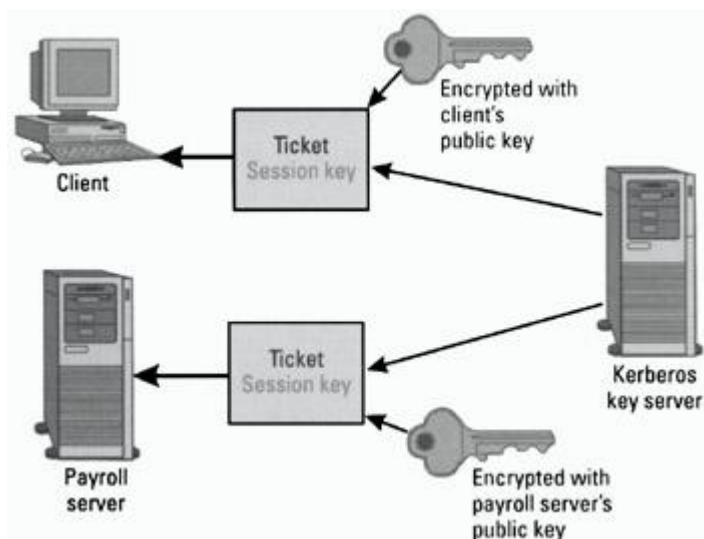 Encrypted with
client's
public key
Ticket
Session key
Client
Ticket
Session key
Kerberos
key server
Payroll
server
Encrypted with
payroll server's
public key